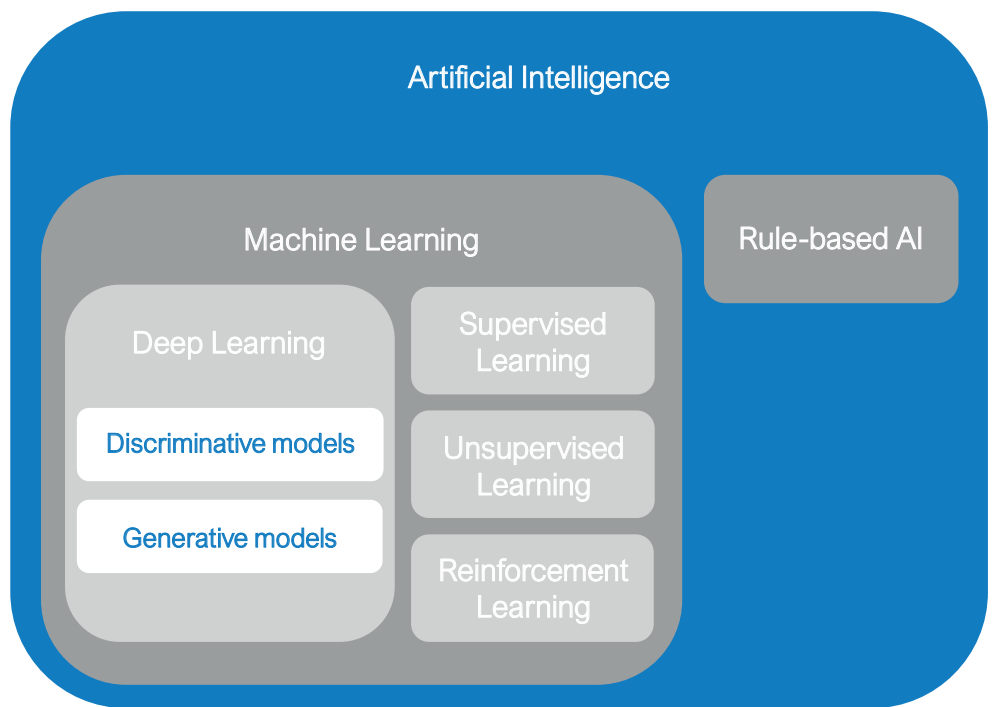 Artificial Intelligence
Machine Learning
Rule-based AI
Deep Learning
Discriminative models
Generative models
Supervised
Learning
Unsupervised
Learning
Reinforcement
Learning